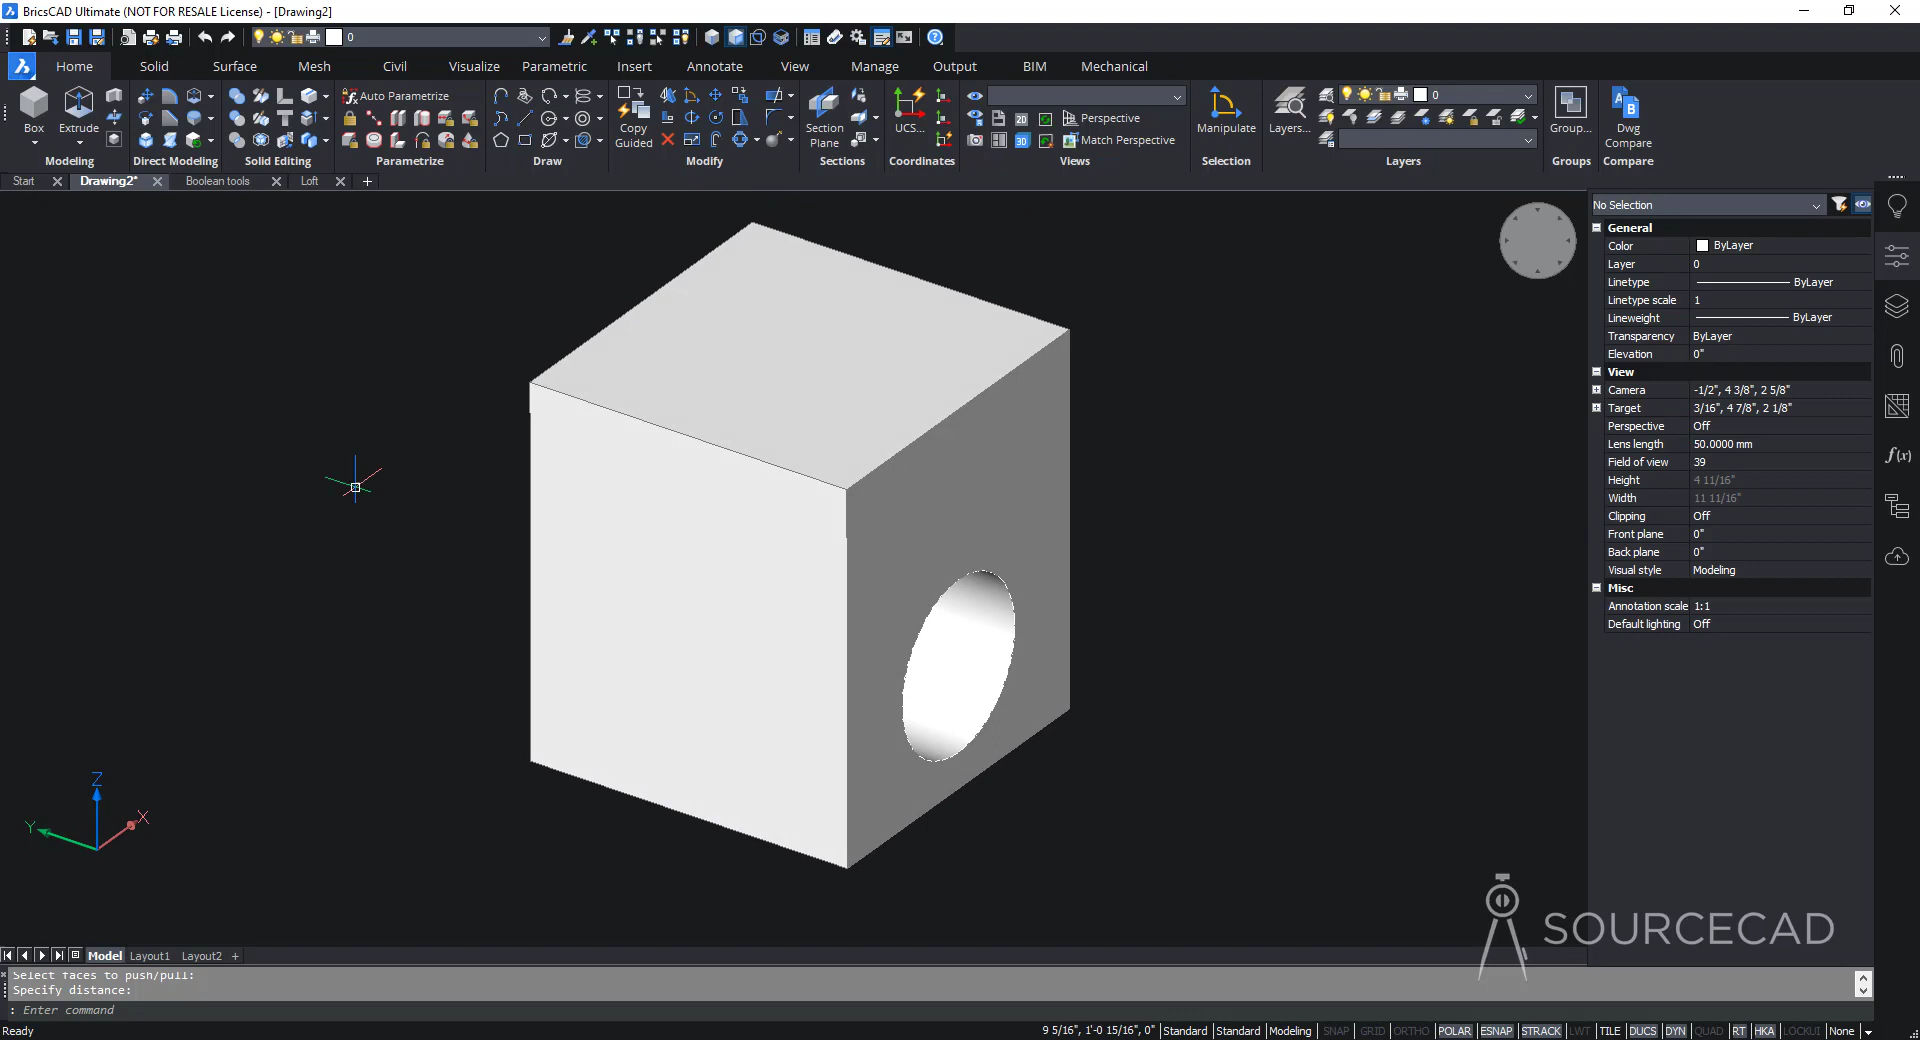 BricsCAD Ultimate (NOT FOR RESALE License) - [Drawing2]
0
Home Solid Surface Mesh Civil Visualize Parametric Insert Annotate View Manage Output BIM Mechanical
Auto Parametrize
0
Perspective
2D
Box Extrude
Copy Guided
Section Plane
UCS...
3D
Match Perspective
Manipulate
Layers...
Group...
Dwg Compare
Modeling Direct Modeling Solid Editing Parametrize Draw Modify Sections Coordinates Views Selection Layers Groups Compare
Start Drawing2* Boolean tools Loft
No Selection
General
Color ByLayer
Layer 0
Linetype ByLayer
Linetype scale 1
Lineweight ByLayer
Transparency ByLayer
Elevation 0"
View
Camera -1/2", 4 3/8", 2 5/8"
Target 3/16", 4 7/8", 2 1/8"
Perspective Off
Lens length 50.0000 mm
Field of view 39
Height 4 11/16"
Width 11 11/16"
Clipping Off
Front plane 0"
Back plane 0"
Visual style Modeling
Misc
Annotation scale 1:1
Default lighting Off
f(x)
Z
Y
X
SOURCECAD
Model Layout1 Layout2 +
Select faces to push/pull:
Specify distance:
: Enter command
Ready
9 5/16", 1'-0 15/16", 0" Standard Standard Modeling SNAP GRID ORTHO POLAR ESNAP STRACK LWT TILE DUCS DYN QUAD RT HKA LOCKUI None